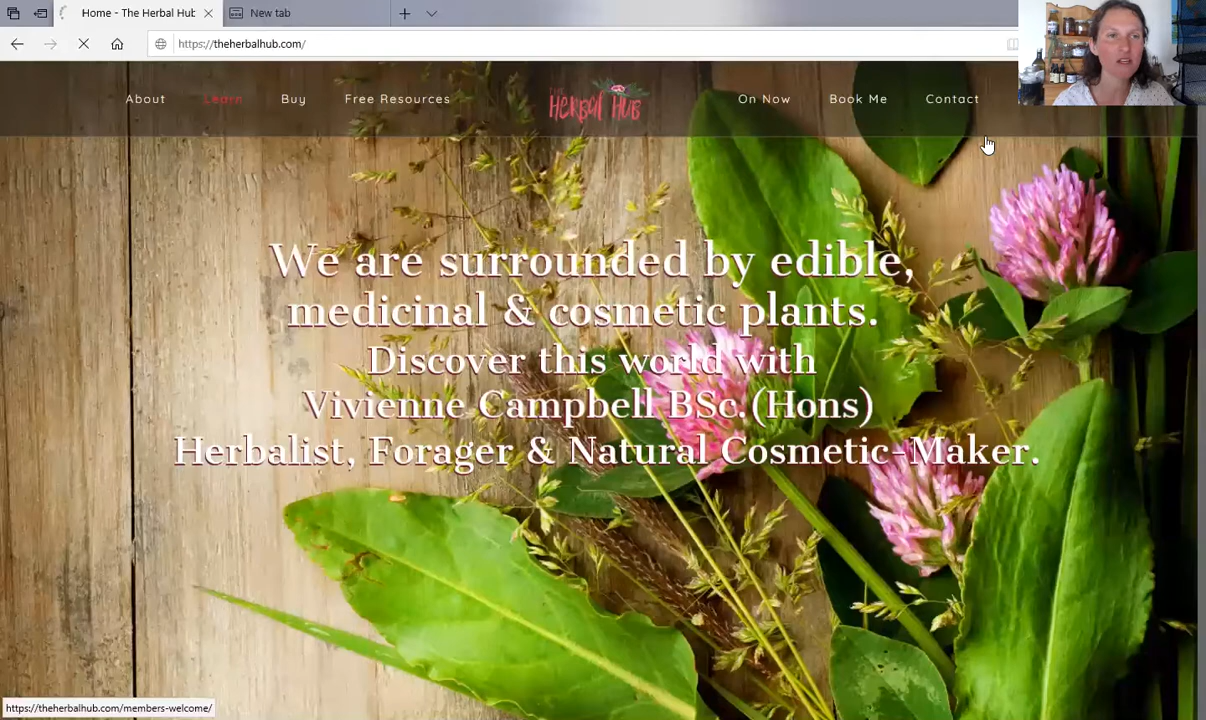 Home - The Herbal Hub
New tab
https://theherbalhub.com/
About
Learn
Buy
Free Resources
THE
HERBAL HUB
On Now
Book Me
Contact
We are surrounded by edible,
medicinal & cosmetic plants.
Discover this world with
Vivienne Campbell BSc.(Hons)
Herbalist, Forager & Natural Cosmetic-Maker.
https://theherbalhub.com/members-welcome/